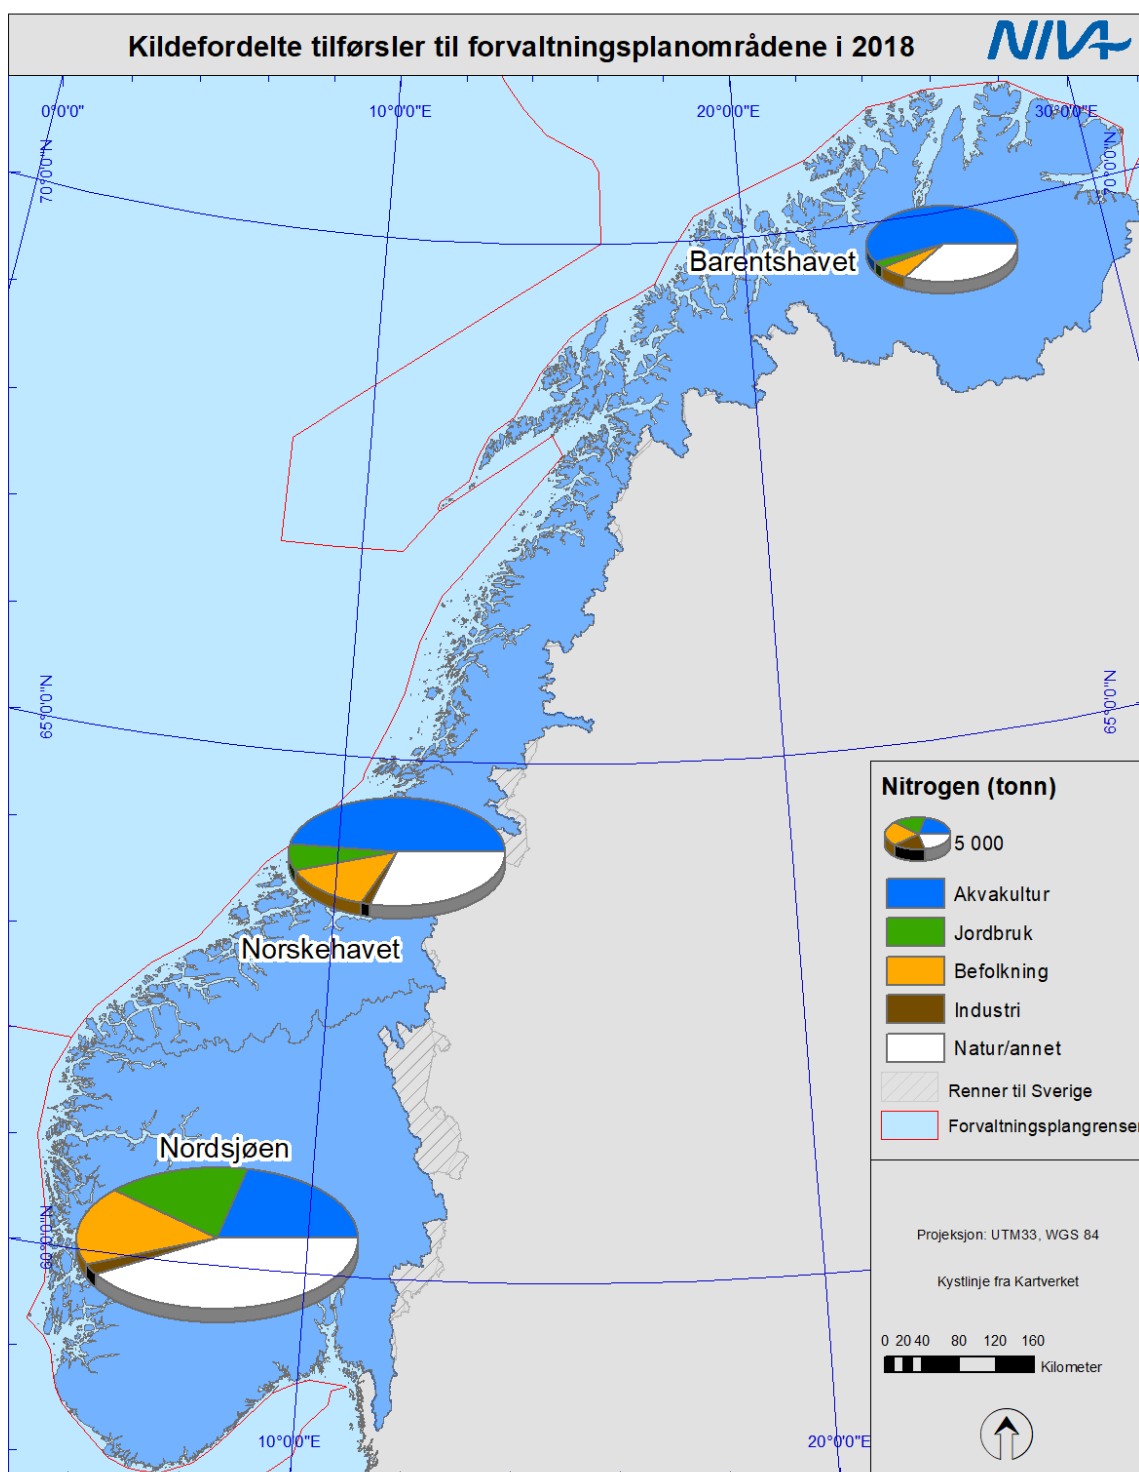 Kildefordelte tilførsler til forvaltningsplanområdene i 2018
NIVA
0°0'0"
10°0'0"E
20°0'0"E
30°0'0"E
70°0'0"N
70°0'0"N
Barentshavet
65°0'0"N
65°0'0"N
Norskehavet
Nordsjøen
60°0'0"N
10°0'0"E
20°0'0"E
Nitrogen (tonn)
5 000
Akvakultur
Jordbruk
Befolkning
Industri
Natur/annet
Renner til Sverige
Forvaltningsplangrenser
Projeksjon: UTM33, WGS 84
Kystlinje fra Kartverket
0 20 40 80 120 160
Kilometer